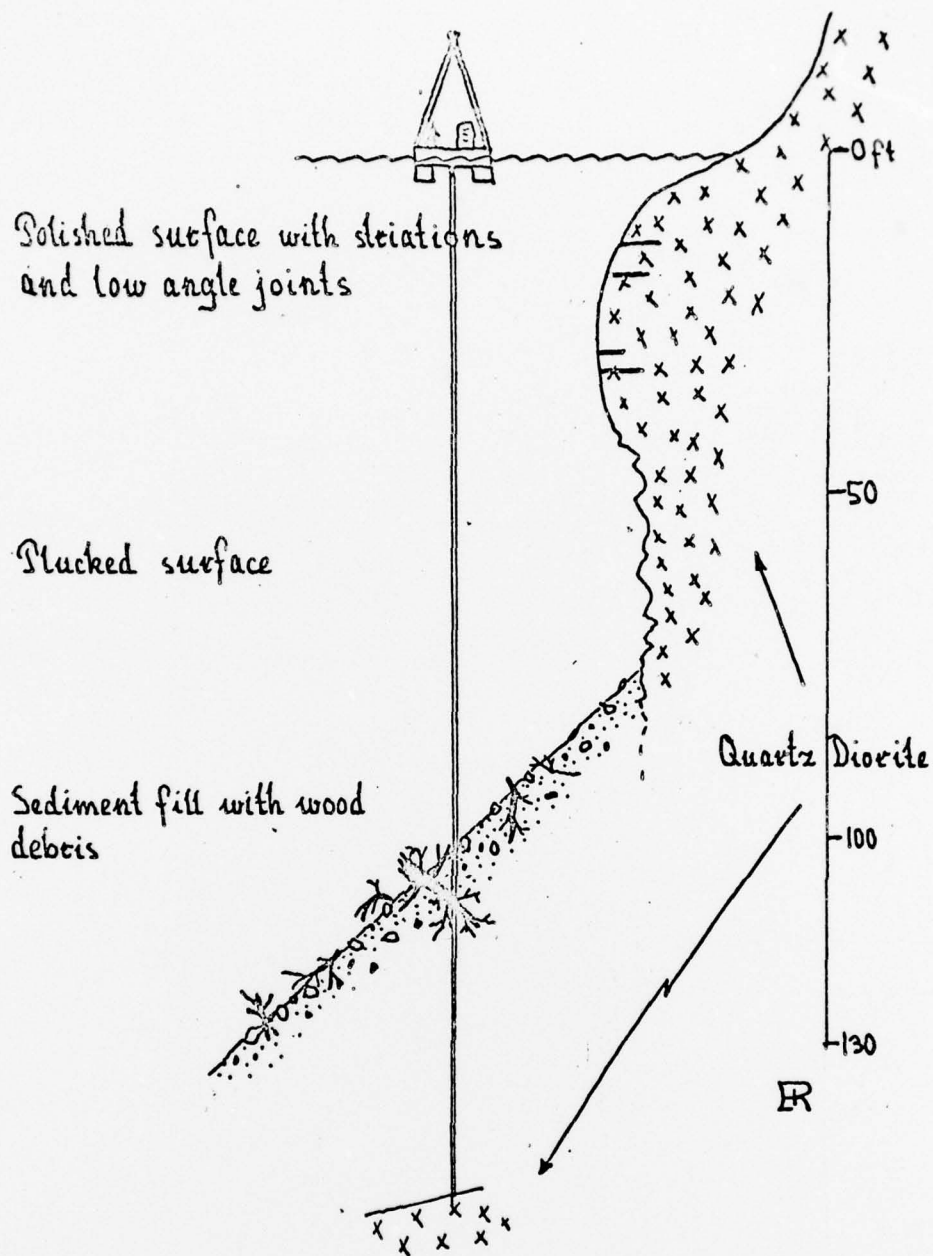 0ft
Polished surface with striations
and low angle joints
50
Plucked surface
Quartz Diorite
Sediment fill with wood
debris
100
130
ER